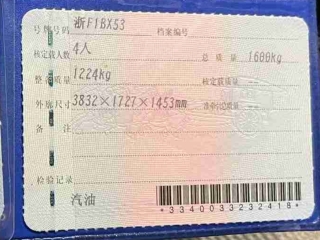 号牌号码 浙F1BX53 档案编号
核定载人数 4人 总质量 1600kg
整备质量 1224kg 核定载质量
外廓尺寸 3832×1727×1453mm 准牵引总质量
备注
检验记录
汽油
*3340033232418*